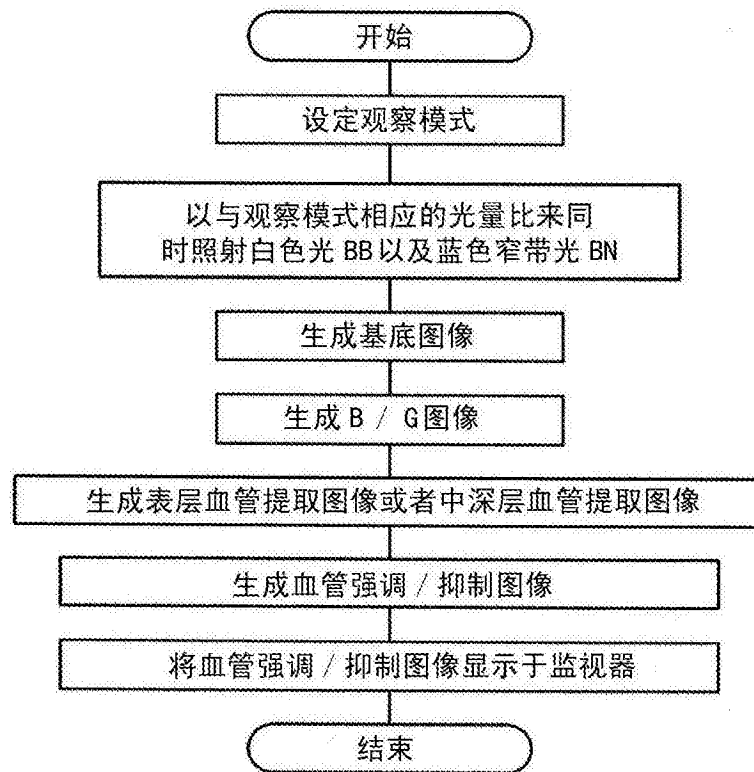 开始
设定观察模式
以与观察模式相应的光量比来同
时照射白色光 BB 以及蓝色窄带光 BN
生成基底图像
生成 B / G 图像
生成表层血管提取图像或者中深层血管提取图像
生成血管强调 / 抑制图像
将血管强调 / 抑制图像显示于监视器
结束